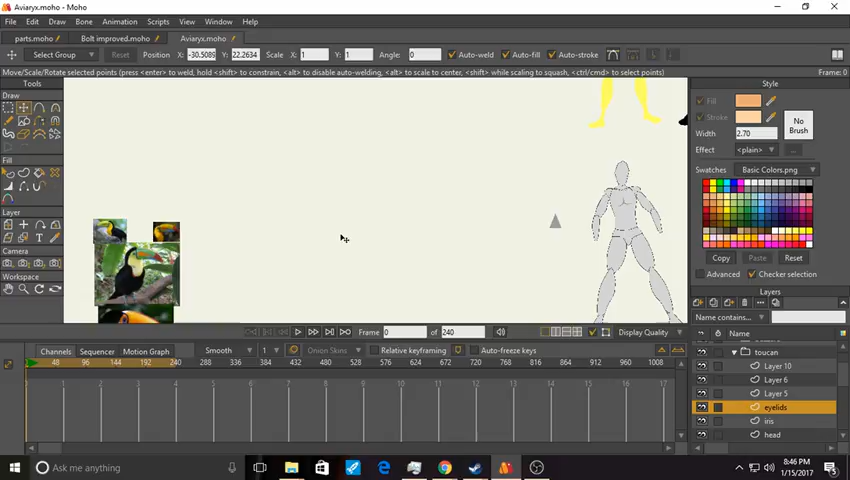 Aviaryx.moho - Moho
File Edit Draw Bones Animation Scripts View Window Help
parts.moho Bolt improved.moho Aviaryx.moho
Select Group Reset Position X -30.5089 Y 22.2634 Scale X 1 Y 1 Angle: 0 Auto-weld Auto-fill Auto-stroke
Move/Scale/Rotate selected points (press <enter> to weld, hold <shift> to constrain, <alt> to disable auto-welding, <alt> to scale to center, <shift> while scaling to squash, <ctrl/cmd> to select points) Frame: 0
Tools
Draw
Fill
Layer
Camera
Workspace
Style
Fill
Stroke
No Brush
Width 2.70
Effect <plain> ...
Swatches Basic Colors.png
Copy Paste Reset
Advanced Checker selection
Layers
Name contains...
Name
toucan
Layer 10
Layer 6
Layer 5
eyelids
iris
head
Frame 0 of 240 Display Quality
Channels Sequencer Motion Graph Smooth 1 Onion Skins Relative keyframing Auto-freeze keys
48 96 144 192 240 288 336 384 432 480 528 576 624 672 720 768 816 864 912 960 1008
1 2 3 4 5 6 7 8 9 10 11 12 13 14 15 16 17
Ask me anything
8:46 PM
1/15/2017